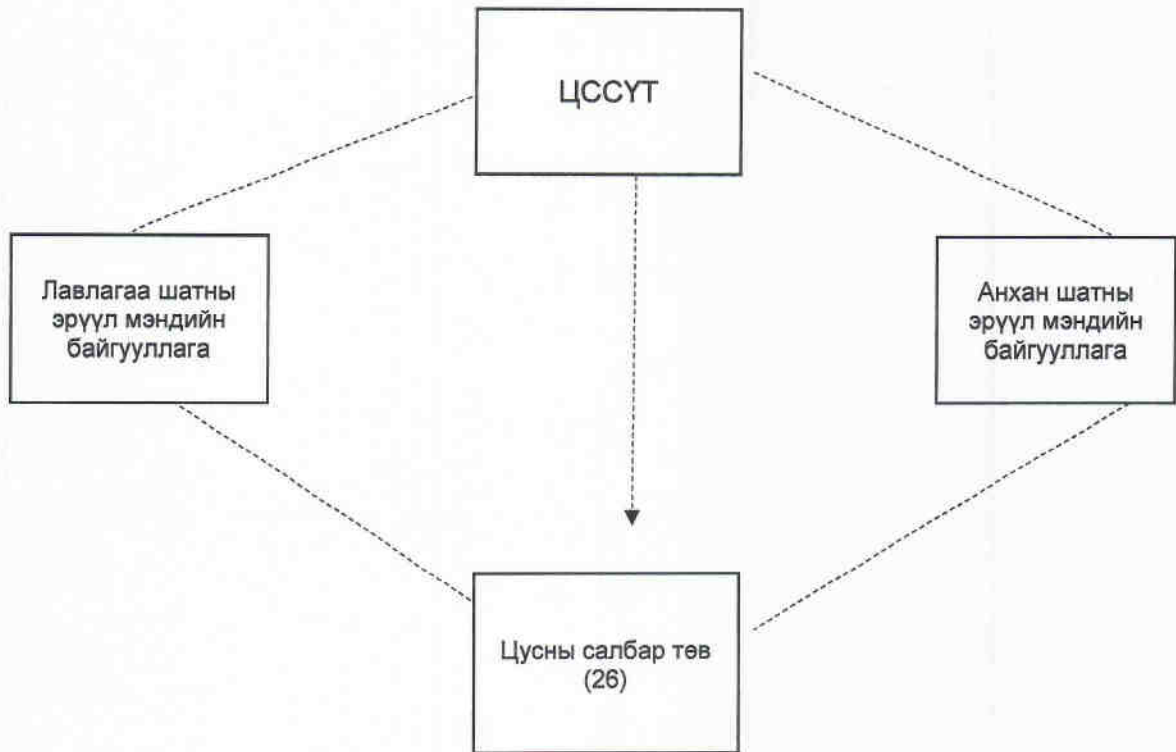 ЦССҮТ
Лавлагаа шатны
эрүүл мэндийн
байгууллага
Анхан шатны
эрүүл мэндийн
байгууллага
Цусны салбар төв
(26)